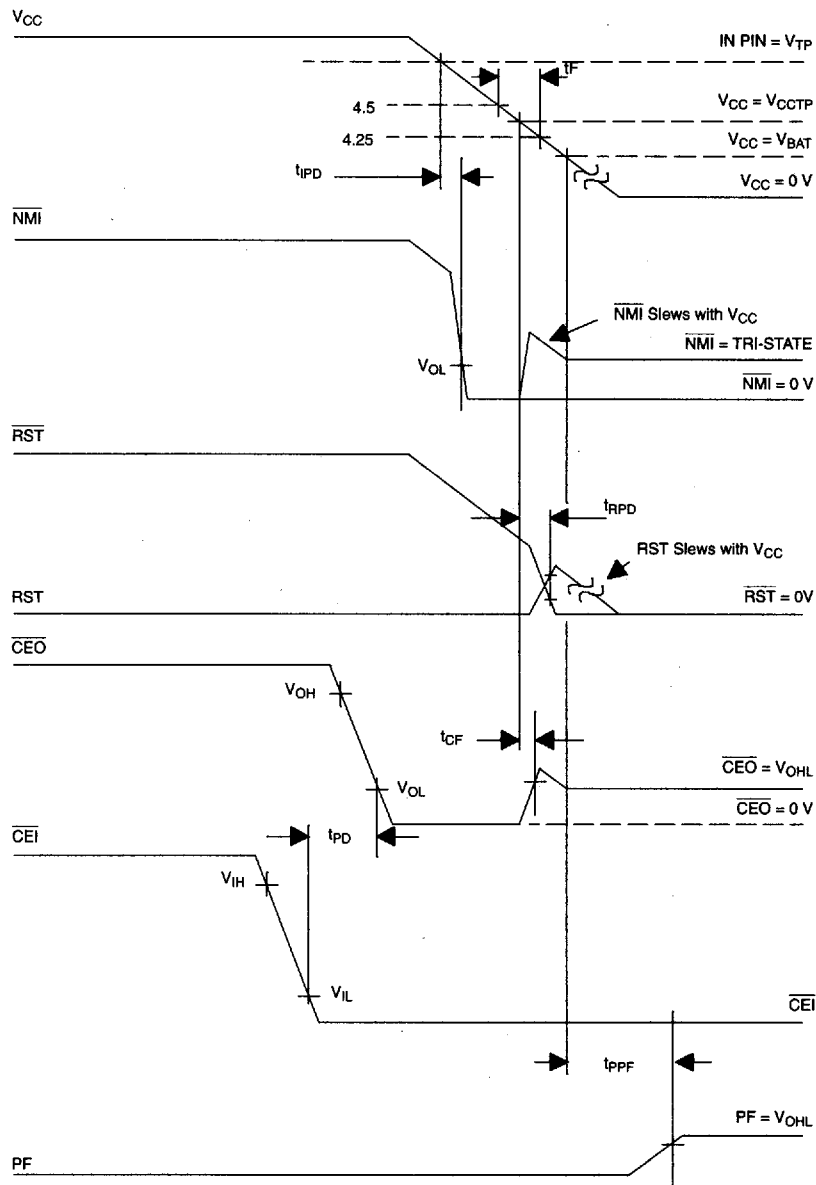 VCC
IN PIN = VTP
tF
4.5
VCC = VCCTP
4.25
VCC = VBAT
tIPD
VCC = 0 V
NMI
NMI Slews with VCC
NMI = TRI-STATE
VOL
NMI = 0 V
RST
tRPD
RST Slews with VCC
RST
RST = 0V
CEO
VOH
tCF
CEO = VOHL
VOL
CEO = 0 V
CEI
tPD
VIH
VIL
CEI
tPPF
PF = VOHL
PF